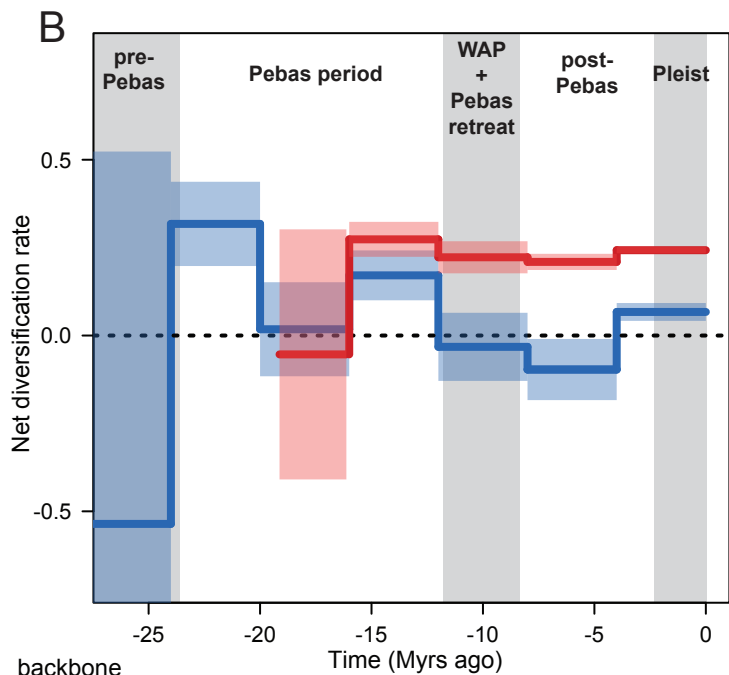 B
pre-
Pebas
Pebas period
WAP
+
Pebas
retreat
post-
Pebas
Pleist
Net diversification rate
0.5
0.0
-0.5
-25
-20
-15
-10
-5
0
Time (Myrs ago)
backbone